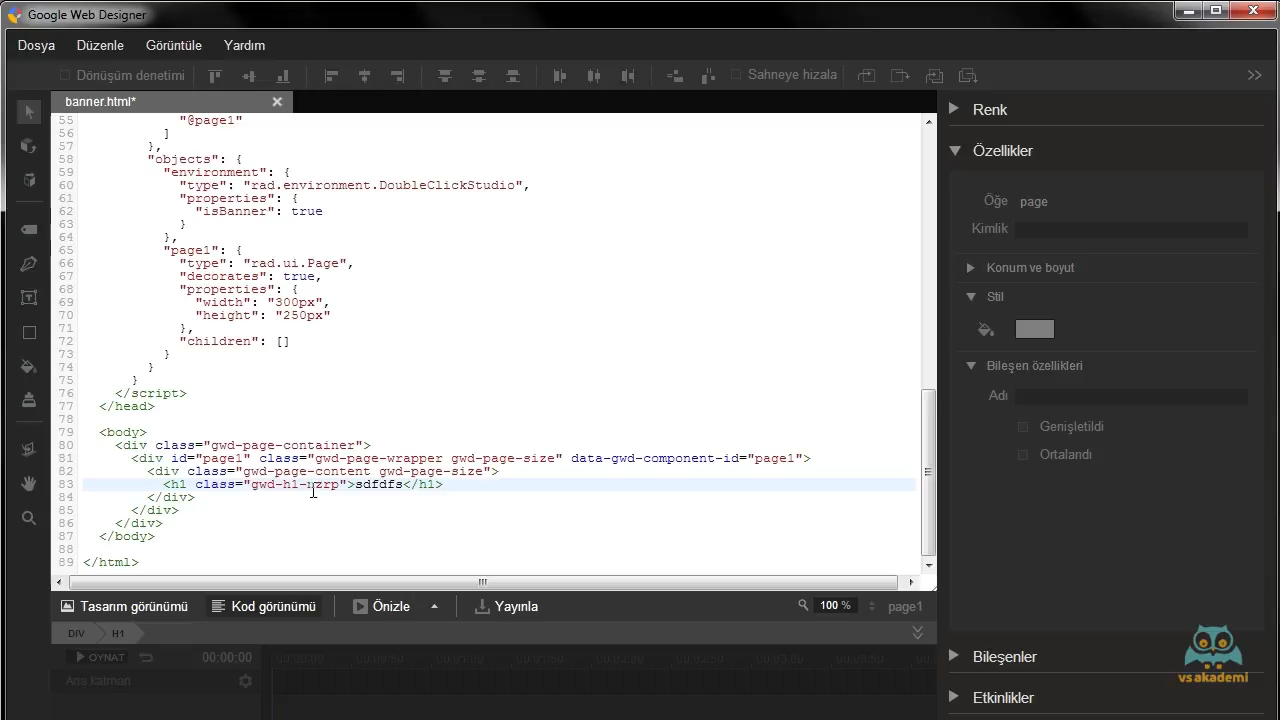 Google Web Designer
Dosya Düzenle Görüntüle Yardım
Dönüşüm denetimi Sahneye hizala
banner.html*
55 "@page1"
56 ]
57 },
58 "objects": {
59 "environment": {
60 "type": "rad.environment.DoubleClickStudio",
61 "properties": {
62 "isBanner": true
63 }
64 },
65 "page1": {
66 "type": "rad.ui.Page",
67 "decorates": true,
68 "properties": {
69 "width": "300px",
70 "height": "250px"
71 },
72 "children": []
73 }
74 }
75 }
76 </script>
77 </head>
78
79 <body>
80 <div class="gwd-page-container">
81 <div id="page1" class="gwd-page-wrapper gwd-page-size" data-gwd-component-id="page1">
82 <div class="gwd-page-content gwd-page-size">
83 <h1 class="gwd-h1-uzrp">sdfdfs</h1>
84 </div>
85 </div>
86 </div>
87 </body>
88
89 </html>
Tasarım görünümü Kod görünümü Önizle Yayınla 100 % page1
DIV H1
OYNAT 00:00:00
Ana katman
Renk
Özellikler
Öğe page
Kimlik
Konum ve boyut
Stil
Bileşen özellikleri
Adı
Genişletildi
Ortalandı
Bileşenler
Etkinlikler
vsakademi